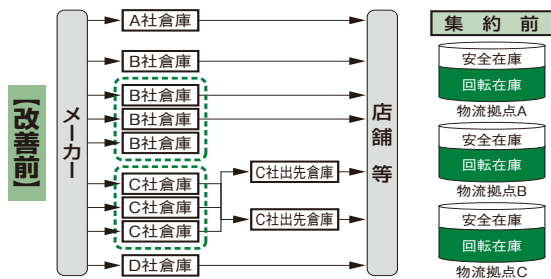 【改善前】
メーカー
A社倉庫
B社倉庫
B社倉庫
B社倉庫
B社倉庫
C社倉庫
C社倉庫
C社倉庫
D社倉庫
C社出先倉庫
C社出先倉庫
店舗等
集約前
安全在庫
回転在庫
物流拠点A
安全在庫
回転在庫
物流拠点B
安全在庫
回転在庫
物流拠点C